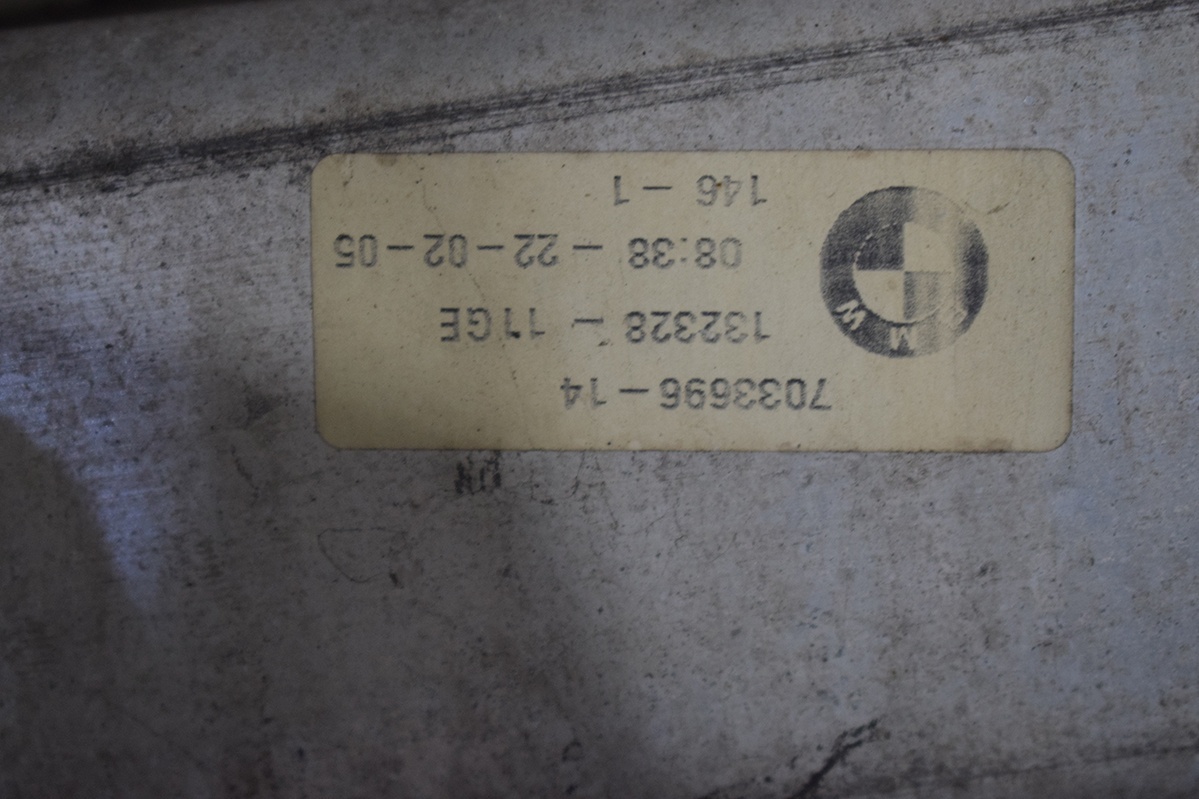 7033696-14
132328 - 11GE
08:38 - 22-02-05
146 - 1